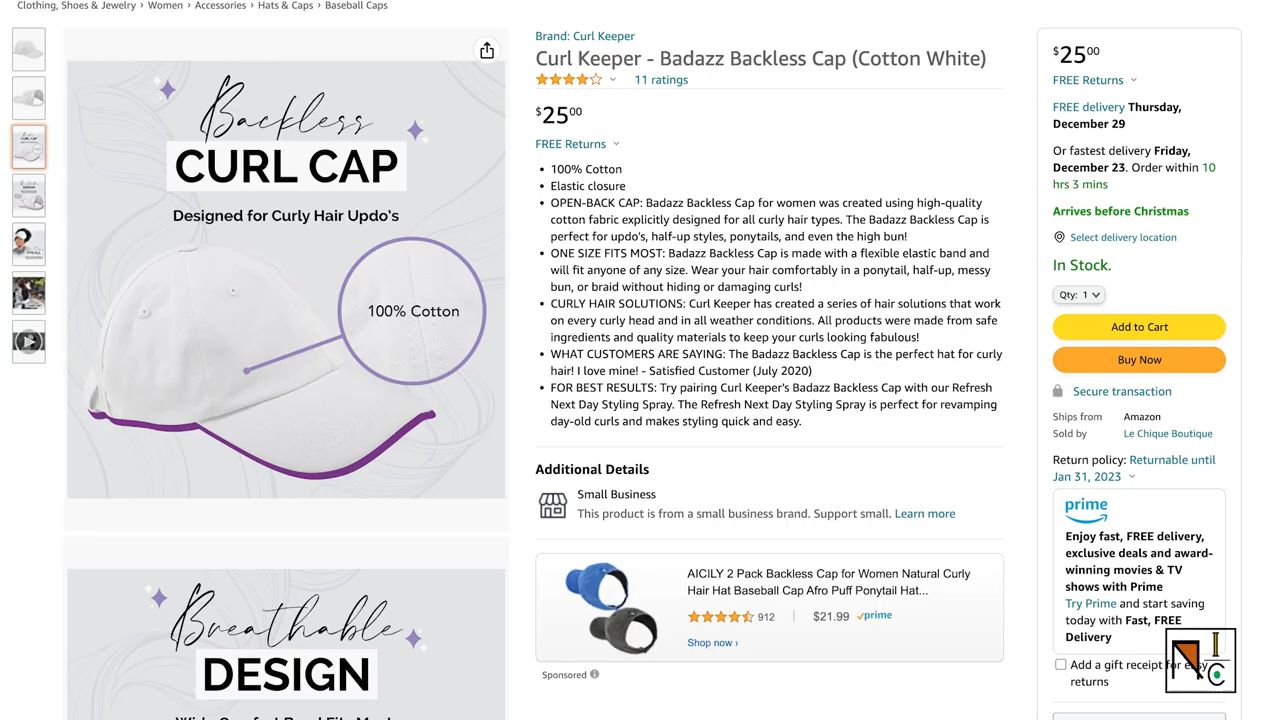 Clothing, Shoes & Jewelry › Women › Accessories › Hats & Caps › Baseball Caps
Backless
CURL CAP
Designed for Curly Hair Updo's
100% Cotton
Breathable
DESIGN
Brand: Curl Keeper
Curl Keeper - Badazz Backless Cap (Cotton White)
11 ratings
$2500
FREE Returns
• 100% Cotton
• Elastic closure
• OPEN-BACK CAP: Badazz Backless Cap for women was created using high-quality
cotton fabric explicitly designed for all curly hair types. The Badazz Backless Cap is
perfect for updo's, half-up styles, ponytails, and even the high bun!
• ONE SIZE FITS MOST: Badazz Backless Cap is made with a flexible elastic band and
will fit anyone of any size. Wear your hair comfortably in a ponytail, half-up, messy
bun, or braid without hiding or damaging curls!
• CURLY HAIR SOLUTIONS: Curl Keeper has created a series of hair solutions that work
on every curly head and in all weather conditions. All products were made from safe
ingredients and quality materials to keep your curls looking fabulous!
• WHAT CUSTOMERS ARE SAYING: The Badazz Backless Cap is the perfect hat for curly
hair! I love mine! - Satisfied Customer (July 2020)
• FOR BEST RESULTS: Try pairing Curl Keeper's Badazz Backless Cap with our Refresh
Next Day Styling Spray. The Refresh Next Day Styling Spray is perfect for revamping
day-old curls and makes styling quick and easy.
Additional Details
Small Business
This product is from a small business brand. Support small. Learn more
AICILY 2 Pack Backless Cap for Women Natural Curly
Hair Hat Baseball Cap Afro Puff Ponytail Hat...
912 $21.99 prime
Shop now ›
Sponsored
$2500
FREE Returns
FREE delivery Thursday,
December 29
Or fastest delivery Friday,
December 23. Order within 10
hrs 3 mins
Arrives before Christmas
Select delivery location
In Stock.
Qty: 1
Add to Cart
Buy Now
Secure transaction
Ships from Amazon
Sold by Le Chique Boutique
Return policy: Returnable until
Jan 31, 2023
prime
Enjoy fast, FREE delivery,
exclusive deals and award-
winning movies & TV
shows with Prime
Try Prime and start saving
today with Fast, FREE
Delivery
Add a gift receipt for easy
returns
I
C